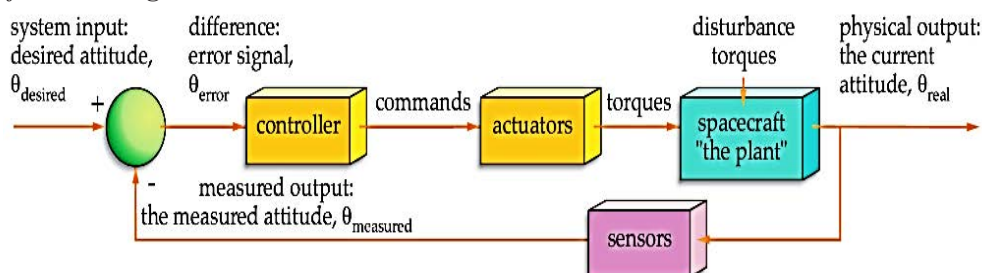 system input:
desired attitude,
θdesired
+
-
difference:
error signal,
θerror
controller
commands
actuators
torques
disturbance
torques
spacecraft
"the plant"
physical output:
the current
attitude, θreal
measured output:
the measured attitude, θmeasured
sensors